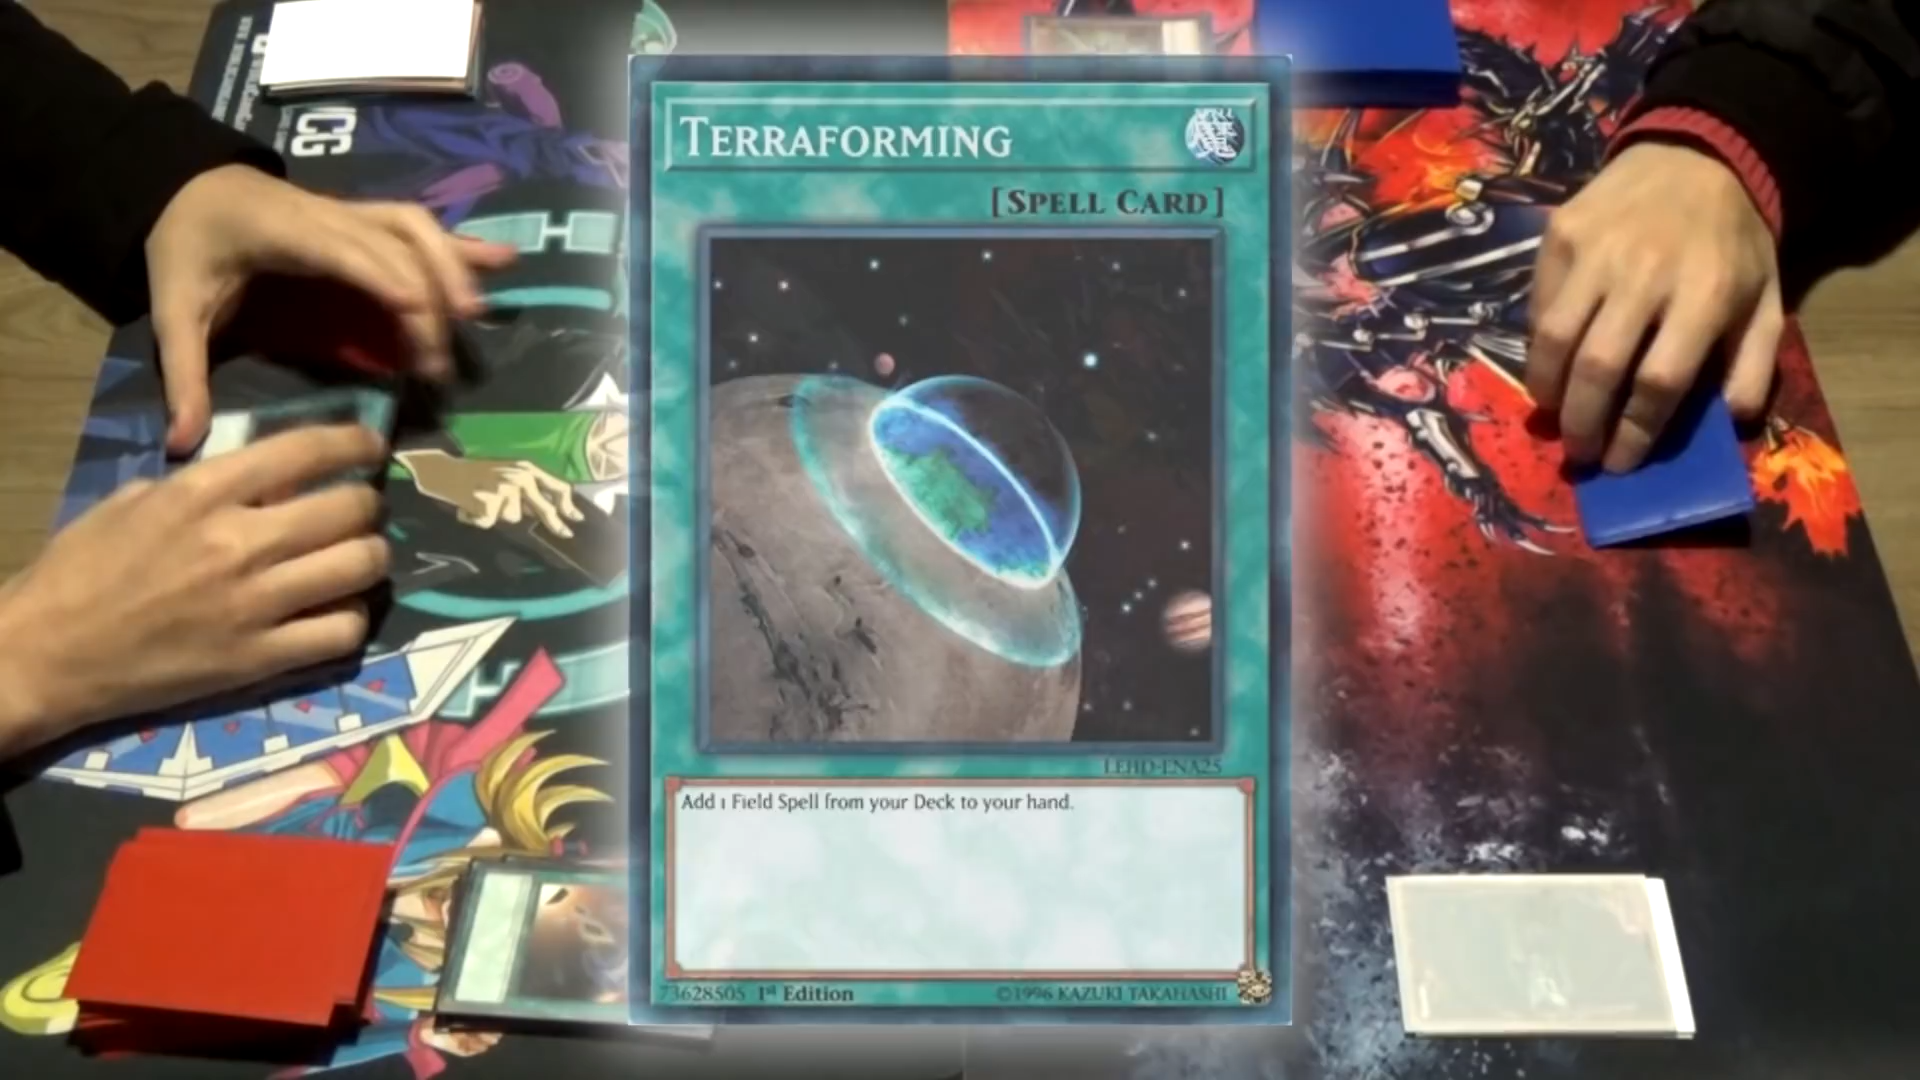 TERRAFORMING
[SPELL CARD]
LEHD-ENA25
Add 1 Field Spell from your Deck to your hand.
73628505 1st Edition ©1996 KAZUKI TAKAHASHI
CG